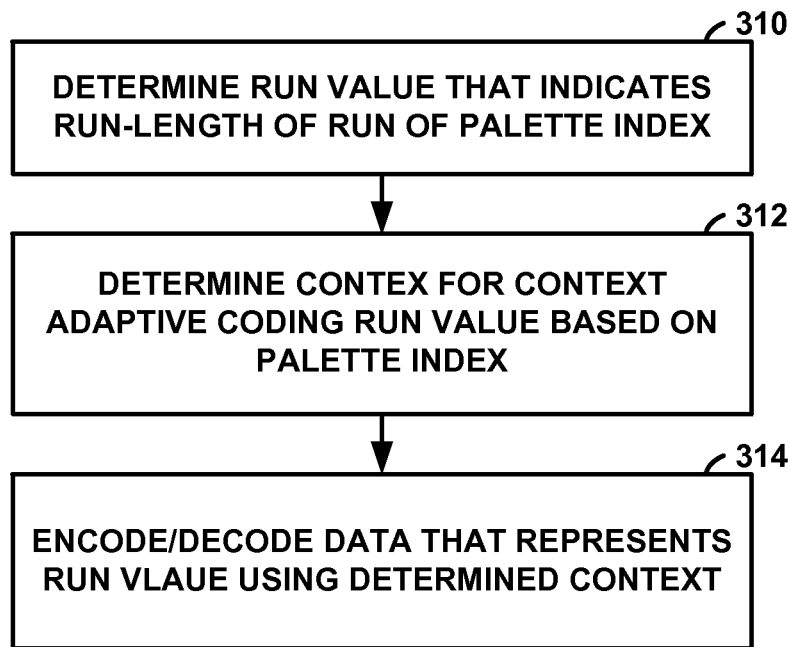 310
DETERMINE RUN VALUE THAT INDICATES
RUN-LENGTH OF RUN OF PALETTE INDEX
312
DETERMINE CONTEX FOR CONTEXT
ADAPTIVE CODING RUN VALUE BASED ON
PALETTE INDEX
314
ENCODE/DECODE DATA THAT REPRESENTS
RUN VLAUE USING DETERMINED CONTEXT